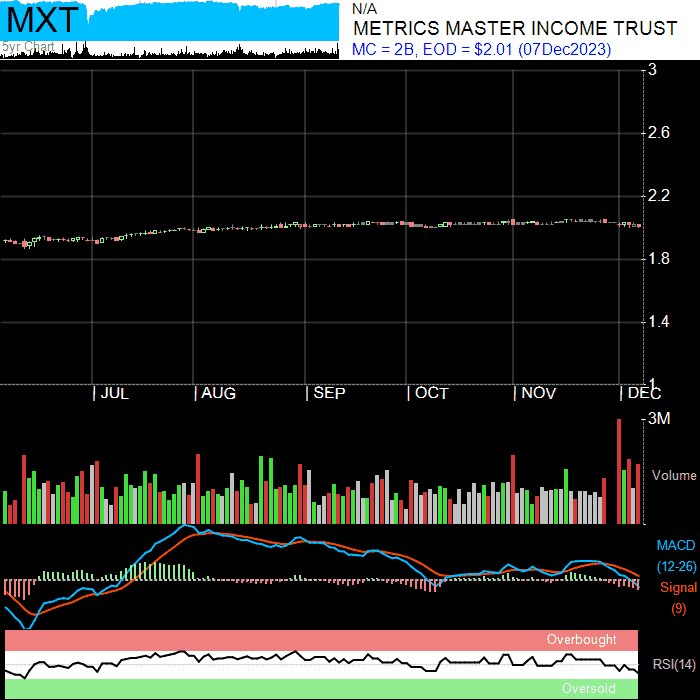 MXT
5yr Chart
N/A
METRICS MASTER INCOME TRUST
MC = 2B, EOD = $2.01 (07Dec2023)
3
2.6
2.2
1.8
1.4
1
JUL AUG SEP OCT NOV DEC
3M
Volume
MACD
(12-26)
Signal
(9)
Overbought
RSI(14)
Oversold